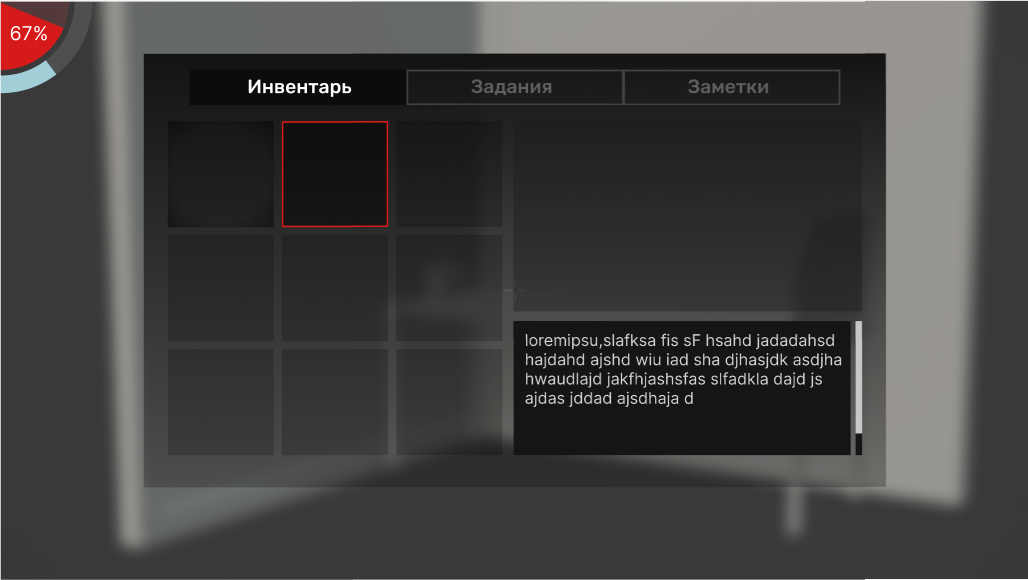 67%
Инвентарь
Задания
Заметки
loremipsu,slafksa fis sF hsahd jadadahsd
hajdahd ajshd wiu iad sha djhasjdk asdjha
hwaudlajd jakfhjashsfas slfadkla dajd js
ajdas jddad ajsdhaja d